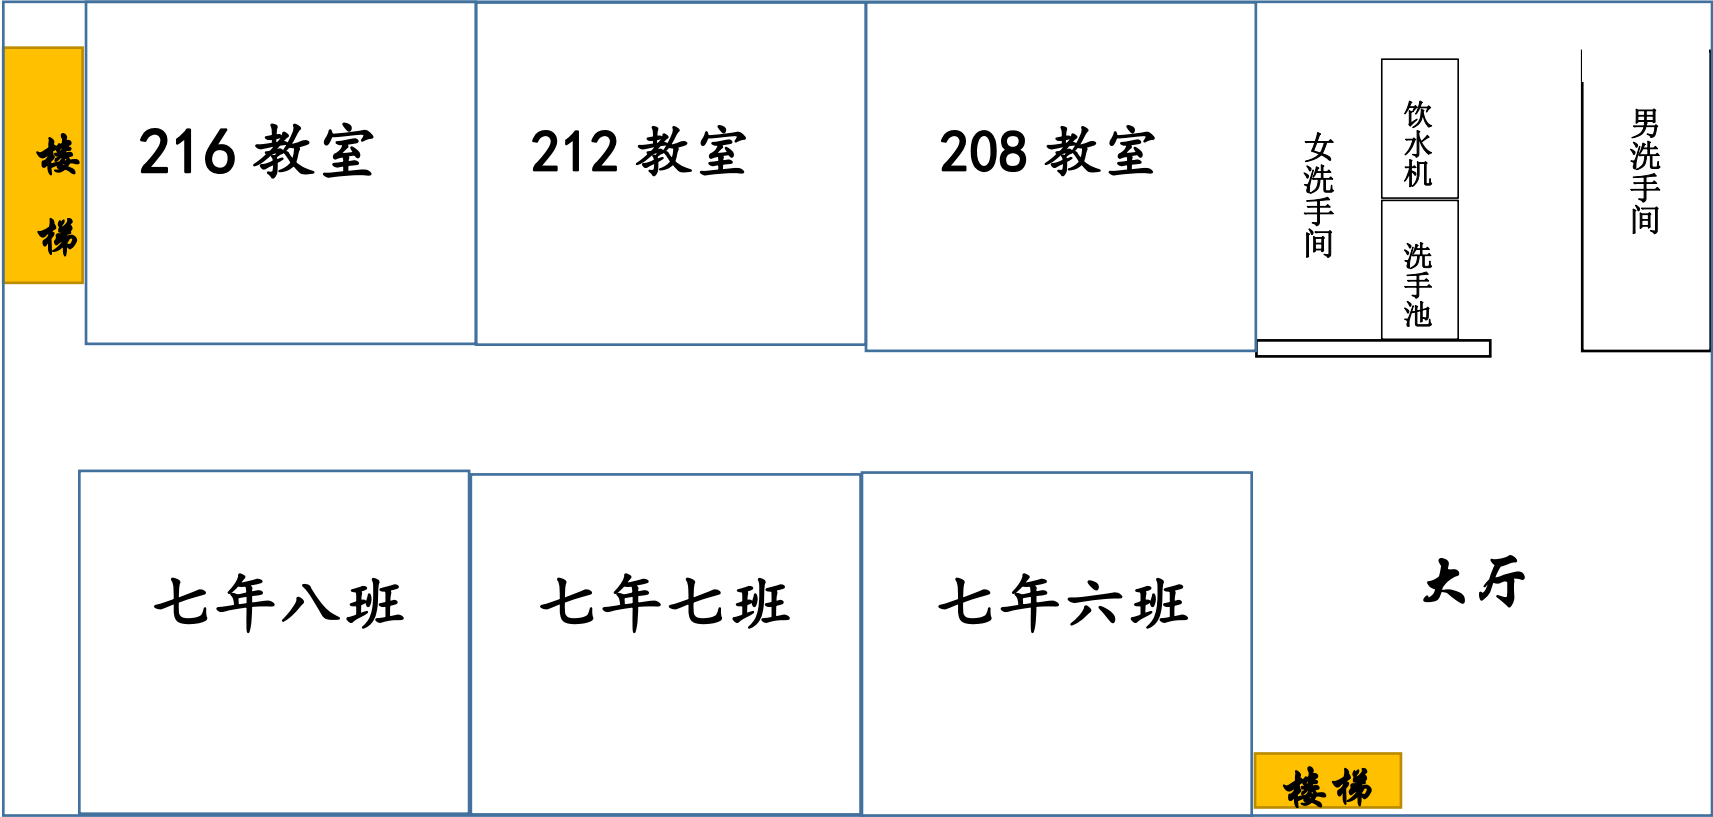 楼梯
216 教室
212 教室
208 教室
女洗手间
饮水机
洗手池
男洗手间
七年八班
七年七班
七年六班
大厅
楼梯